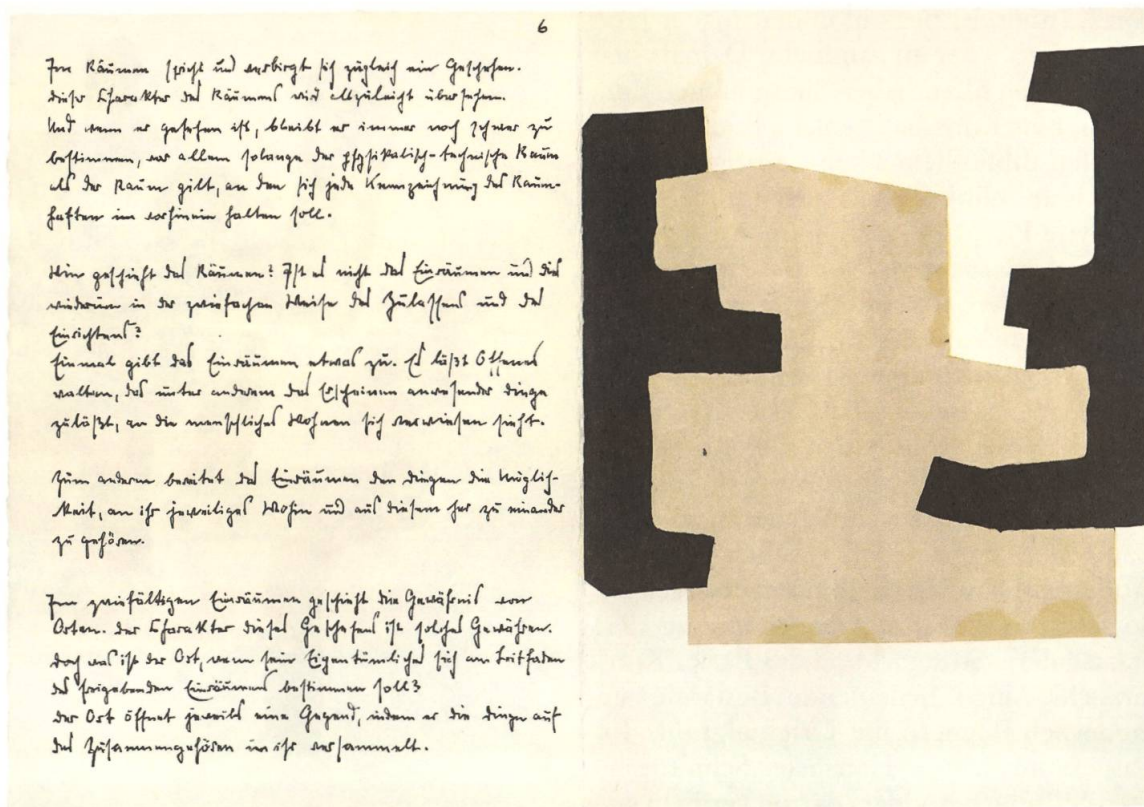 6
Im Räumen spricht und verbirgt sich zugleich ein Geschehen.
dieser Charakter des Räumens wird allzuleicht übersehen.
Und wenn er gesehen ist, bleibt er immer noch schwer zu
bestimmen, vor allem solange der physikalisch-technische Raum
als der Raum gilt, an den sich jede Kennzeichnung des Raum-
haften im vorhinein halten soll.
Wie geschieht das Räumen? Ist es nicht das Einräumen und dies
wiederum in der zwiefachen Weise des Zulassens und des
Einrichtens?
Einmal gibt das Einräumen etwas zu. Es läßt Offenes
walten, das unter anderem das Erscheinen anwesender dinge
zuläßt, an die menschliches Wohnen sich verwiesen sieht.
Zum anderen bereitet das Einräumen den dingen die Möglich-
keit, an ihr jeweiliges Wohin und aus diesem her zu einander
zu gehören.
Im zwiefältigen Einräumen geschieht die Gewährnis von
Orten. der Charakter dieses Geschehens ist solches Gewähren.
doch was ist der Ort, wenn sein Eigentümliches sich am Leitfaden
des freigebenden Einräumens bestimmen soll?
der Ort öffnet jeweils eine Gegend, indem er die dinge auf
das Zusammengehören in ihr versammelt.